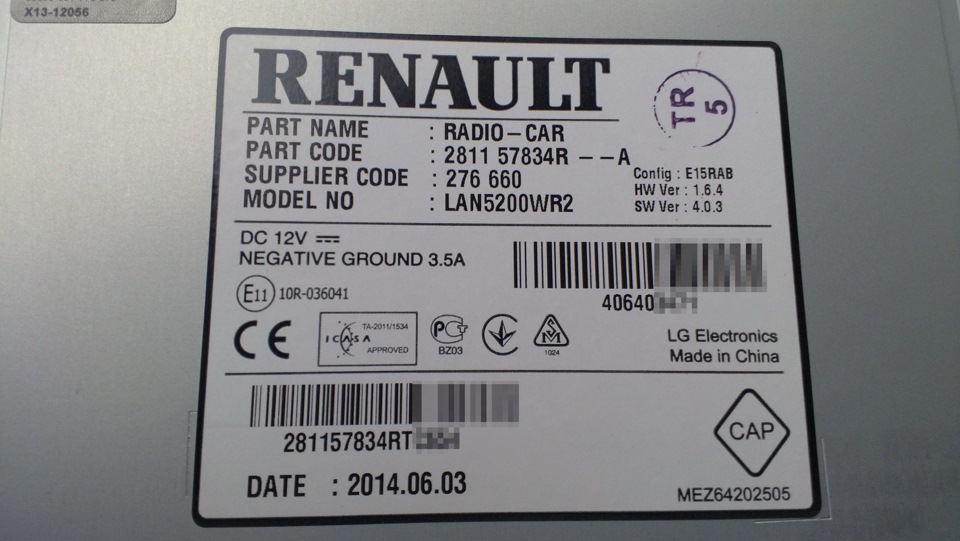 X13-12056
RENAULT
TR
5
PART NAME : RADIO-CAR
PART CODE : 2811 57834R --A
SUPPLIER CODE : 276 660
MODEL NO : LAN5200WR2
Config : E15RAB
HW Ver : 1.6.4
SW Ver : 4.0.3
DC 12V
NEGATIVE GROUND 3.5A
40640
E11 10R-036041
CE
ICASA
TA-2011/1534
APPROVED
PCT
BZ03
SM
1024
LG Electronics
Made in China
281157834RT
CAP
DATE : 2014.06.03
MEZ64202505